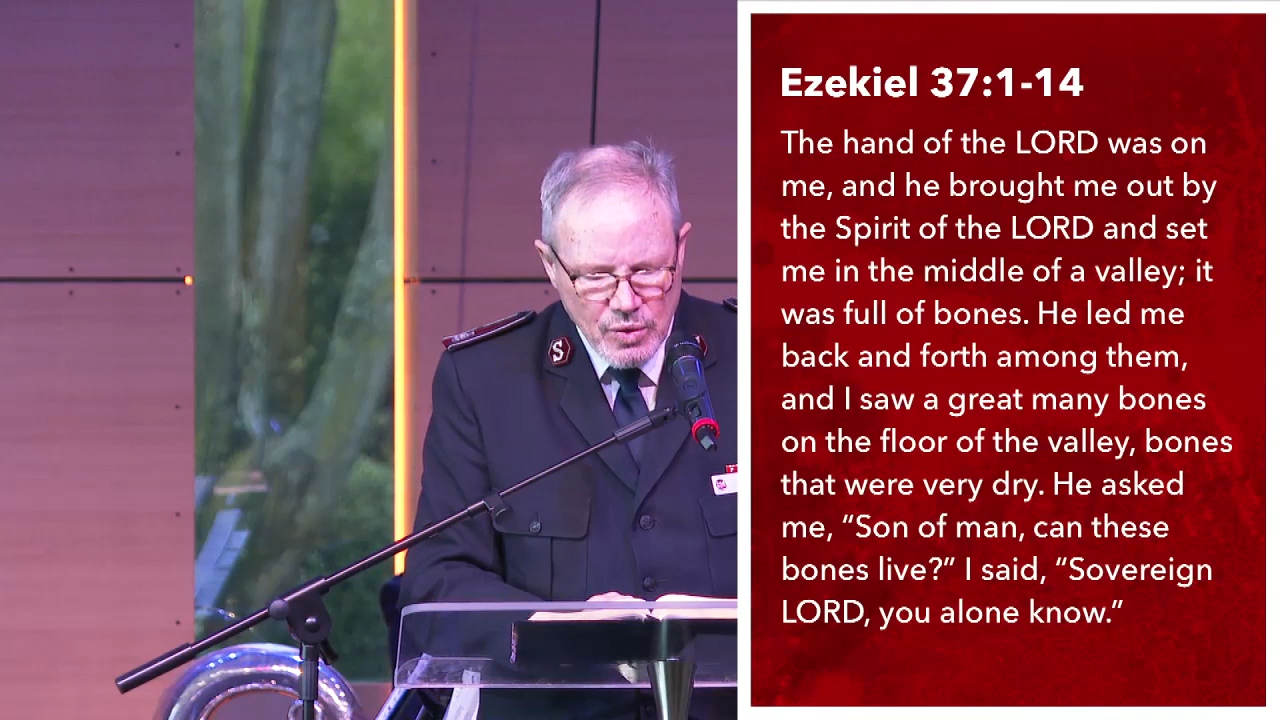 S
Ezekiel 37:1-14
The hand of the LORD was on
me, and he brought me out by
the Spirit of the LORD and set
me in the middle of a valley; it
was full of bones. He led me
back and forth among them,
and I saw a great many bones
on the floor of the valley, bones
that were very dry. He asked
me, “Son of man, can these
bones live?” I said, “Sovereign
LORD, you alone know.”